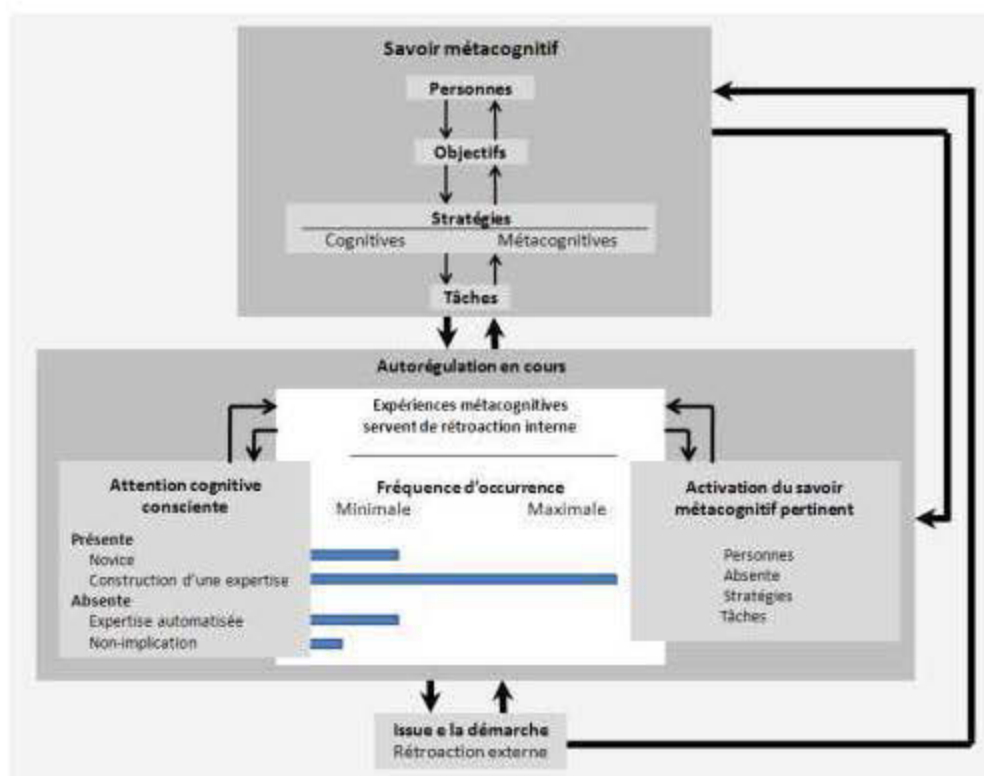 Savoir métacognitif
Personnes
Objectifs
Stratégies
Cognitives Métacognitives
Tâches
Autorégulation en cours
Expériences métacognitives
servent de rétroaction interne
Attention cognitive
consciente
Présente
Novice
Construction d'une expertise
Absente
Expertise automatisée
Non-implication
Fréquence d'occurrence
Minimale Maximale
Activation du savoir
métacognitif pertinent
Personnes
Absente
Stratégies
Tâches
Issue e la démarche
Rétroaction externe